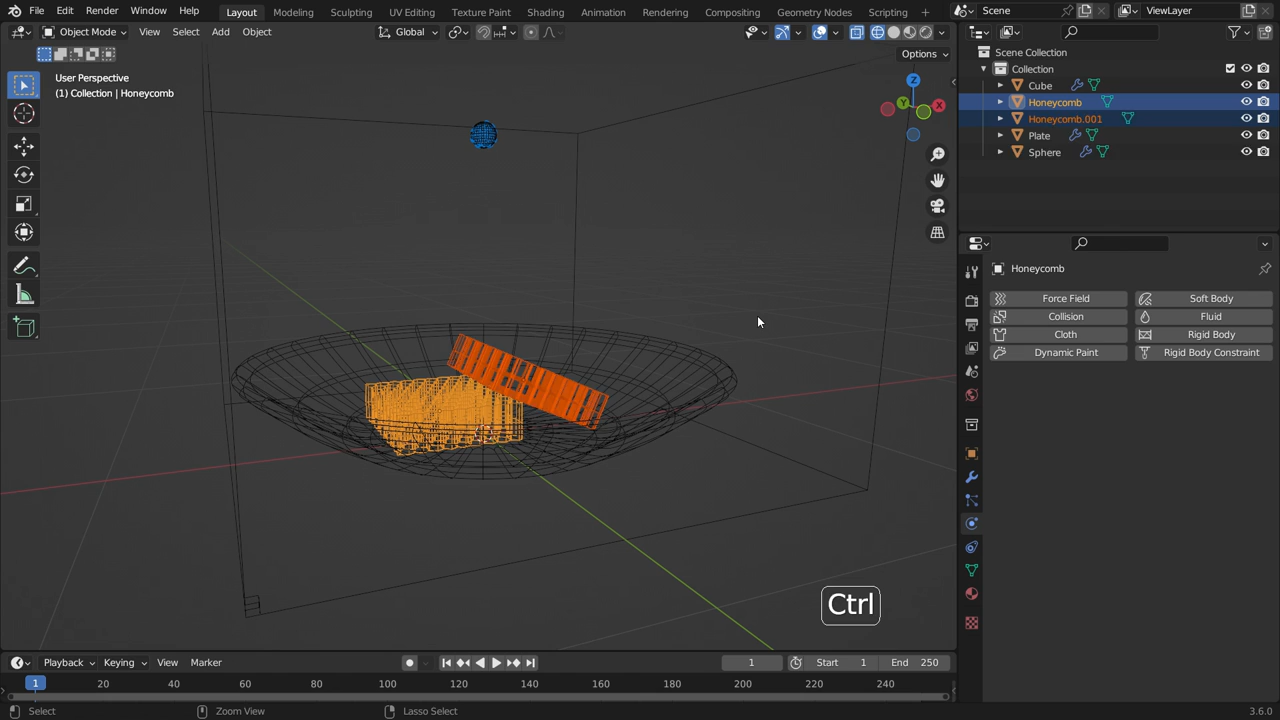 File Edit Render Window Help Layout Modeling Sculpting UV Editing Texture Paint Shading Animation Rendering Compositing Geometry Nodes Scripting Scene ViewLayer
Object Mode View Select Add Object Global
Options
User Perspective
(1) Collection | Honeycomb
Z
Y
X
Scene Collection
Collection
Cube
Honeycomb
Honeycomb.001
Plate
Sphere
Honeycomb
Force Field Soft Body
Collision Fluid
Cloth Rigid Body
Dynamic Paint Rigid Body Constraint
Ctrl
Playback Keying View Marker 1 Start 1 End 250
1 20 40 60 80 100 120 140 160 180 200 220 240
Select Zoom View Lasso Select 3.6.0